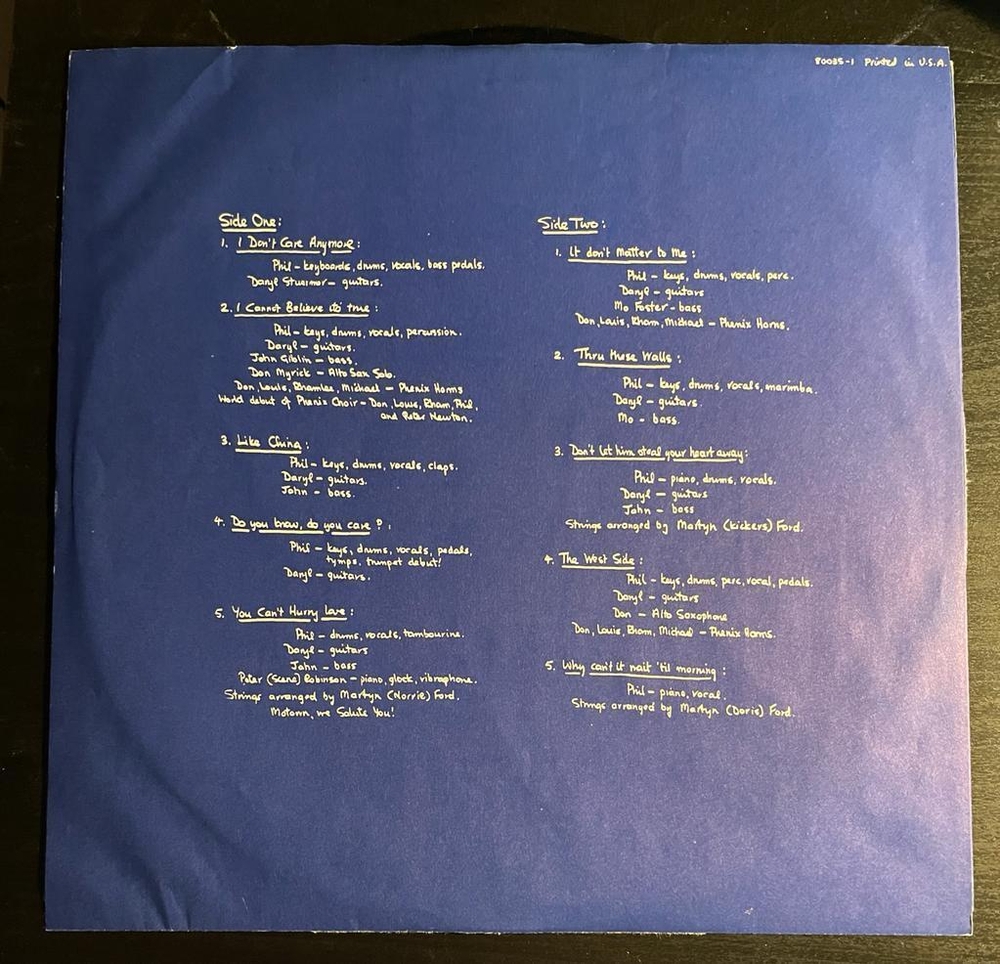 80035-1 Printed in U.S.A.
Side One:
1. I Don't Care Anymore:
Phil - keyboards, drums, vocals, bass pedals.
Daryl Stuermer - guitars.
2. I Cannot Believe its true:
Phil - keys, drums, vocals, percussion.
Daryl - guitars.
John Giblin - bass.
Don Myrick - Alto Sax Solo.
Don, Louis, Rhamlee, Michael - Phenix Horns
World debut of Phenix Choir - Don, Louis, Rham, Phil,
and Peter Newton.
3. Like China:
Phil - keys, drums, vocals, claps.
Daryl - guitars.
John - bass.
4. Do you know, do you care?:
Phil - keys, drums, vocals, pedals,
tymps. trumpet debut!
Daryl - guitars.
5. You Can't Hurry Love:
Phil - drums, vocals, tambourine.
Daryl - guitars
John - bass
Peter (Scene) Robinson - piano, glock, vibraphone.
Strings arranged by Martyn (Norrie) Ford.
Motown, we Salute You!
Side Two:
1. It don't Matter to Me:
Phil - keys, drums, vocals, perc.
Daryl - guitars
Mo Foster - bass
Don, Louis, Rham, Michael - Phenix Horns.
2. Thru these Walls:
Phil - keys, drums, vocals, marimba.
Daryl - guitars.
Mo - bass.
3. Don't let him steal your heart away:
Phil - piano, drums, vocals.
Daryl - guitars
John - bass
Strings arranged by Martyn (kickers) Ford.
4. The West Side:
Phil - keys, drums, perc, vocal, pedals.
Daryl - guitars
Don - Alto Saxophone
Don, Louis, Rham, Michael - Phenix Horns.
5. Why can't it wait 'til morning:
Phil - piano, vocal.
Strings arranged by Martyn (Doris) Ford.